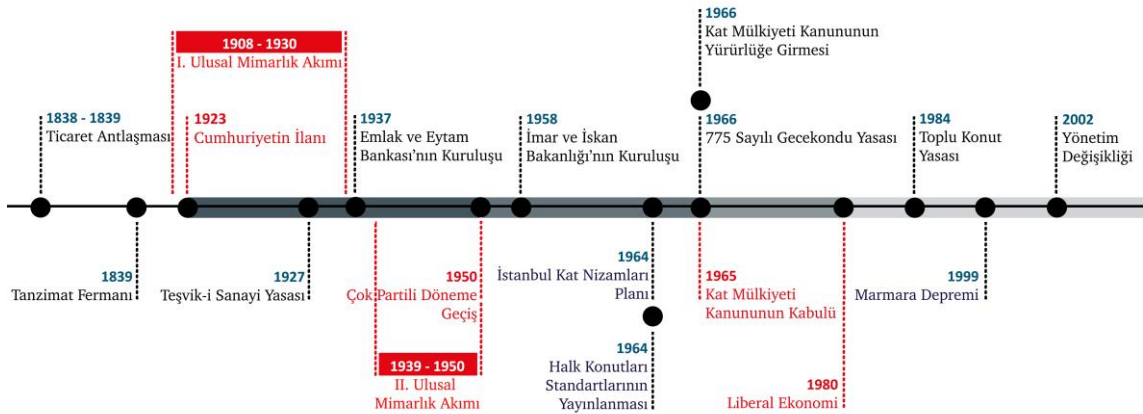 1966
Kat Mülkiyeti Kanununun
Yürürlüğe Girmesi
1908 - 1930
I. Ulusal Mimarlık Akımı
1838 - 1839
Ticaret Antlaşması
1923
Cumhuriyetin İlanı
1937
Emlak ve Eytam
Bankası’nın Kuruluşu
1958
İmar ve İskan
Bakanlığı’nın Kuruluşu
1966
775 Sayılı Gecekondu Yasası
1984
Toplu Konut
Yasası
2002
Yönetim
Değişikliği
1839
Tanzimat Fermanı
1927
Teşvik-i Sanayi Yasası
1950
Çok Partili Döneme
Geçiş
1939 - 1950
II. Ulusal
Mimarlık Akımı
1964
İstanbul Kat Nizamları
Planı
1964
Halk Konutları
Standartlarının
Yayınlanması
1965
Kat Mülkiyeti
Kanununun Kabulü
1980
Liberal Ekonomi
1999
Marmara Depremi